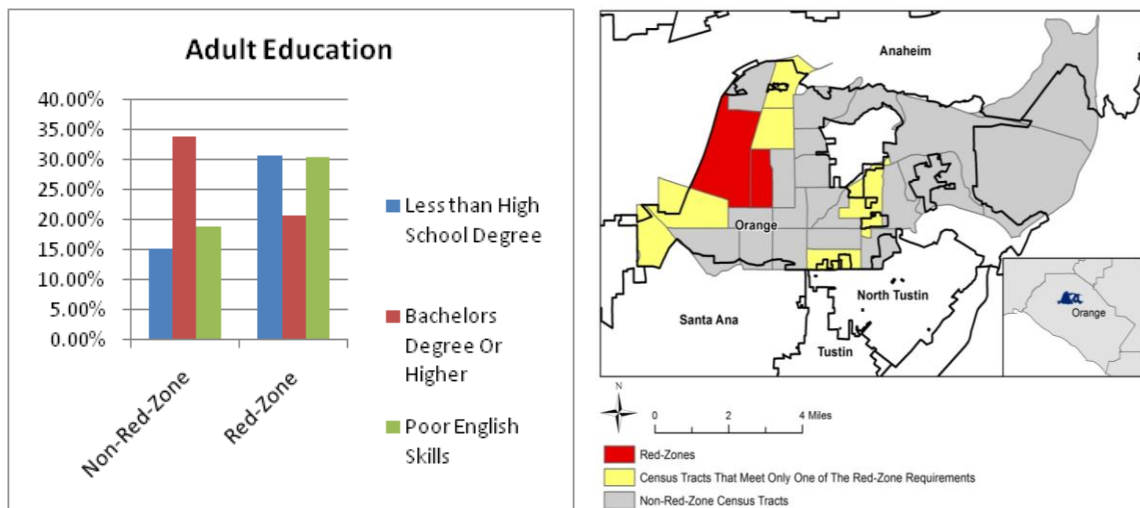 Adult Education
40.00%
35.00%
30.00%
25.00%
20.00%
15.00%
10.00%
5.00%
0.00%
Non-Red-Zone
Red-Zone
Less than High
School Degree
Bachelors
Degree Or
Higher
Poor English
Skills
Anaheim
Orange
Santa Ana
North Tustin
Tustin
Orange
N
0 2 4 Miles
Red-Zones
Census Tracts That Meet Only One of The Red-Zone Requirements
Non-Red-Zone Census Tracts